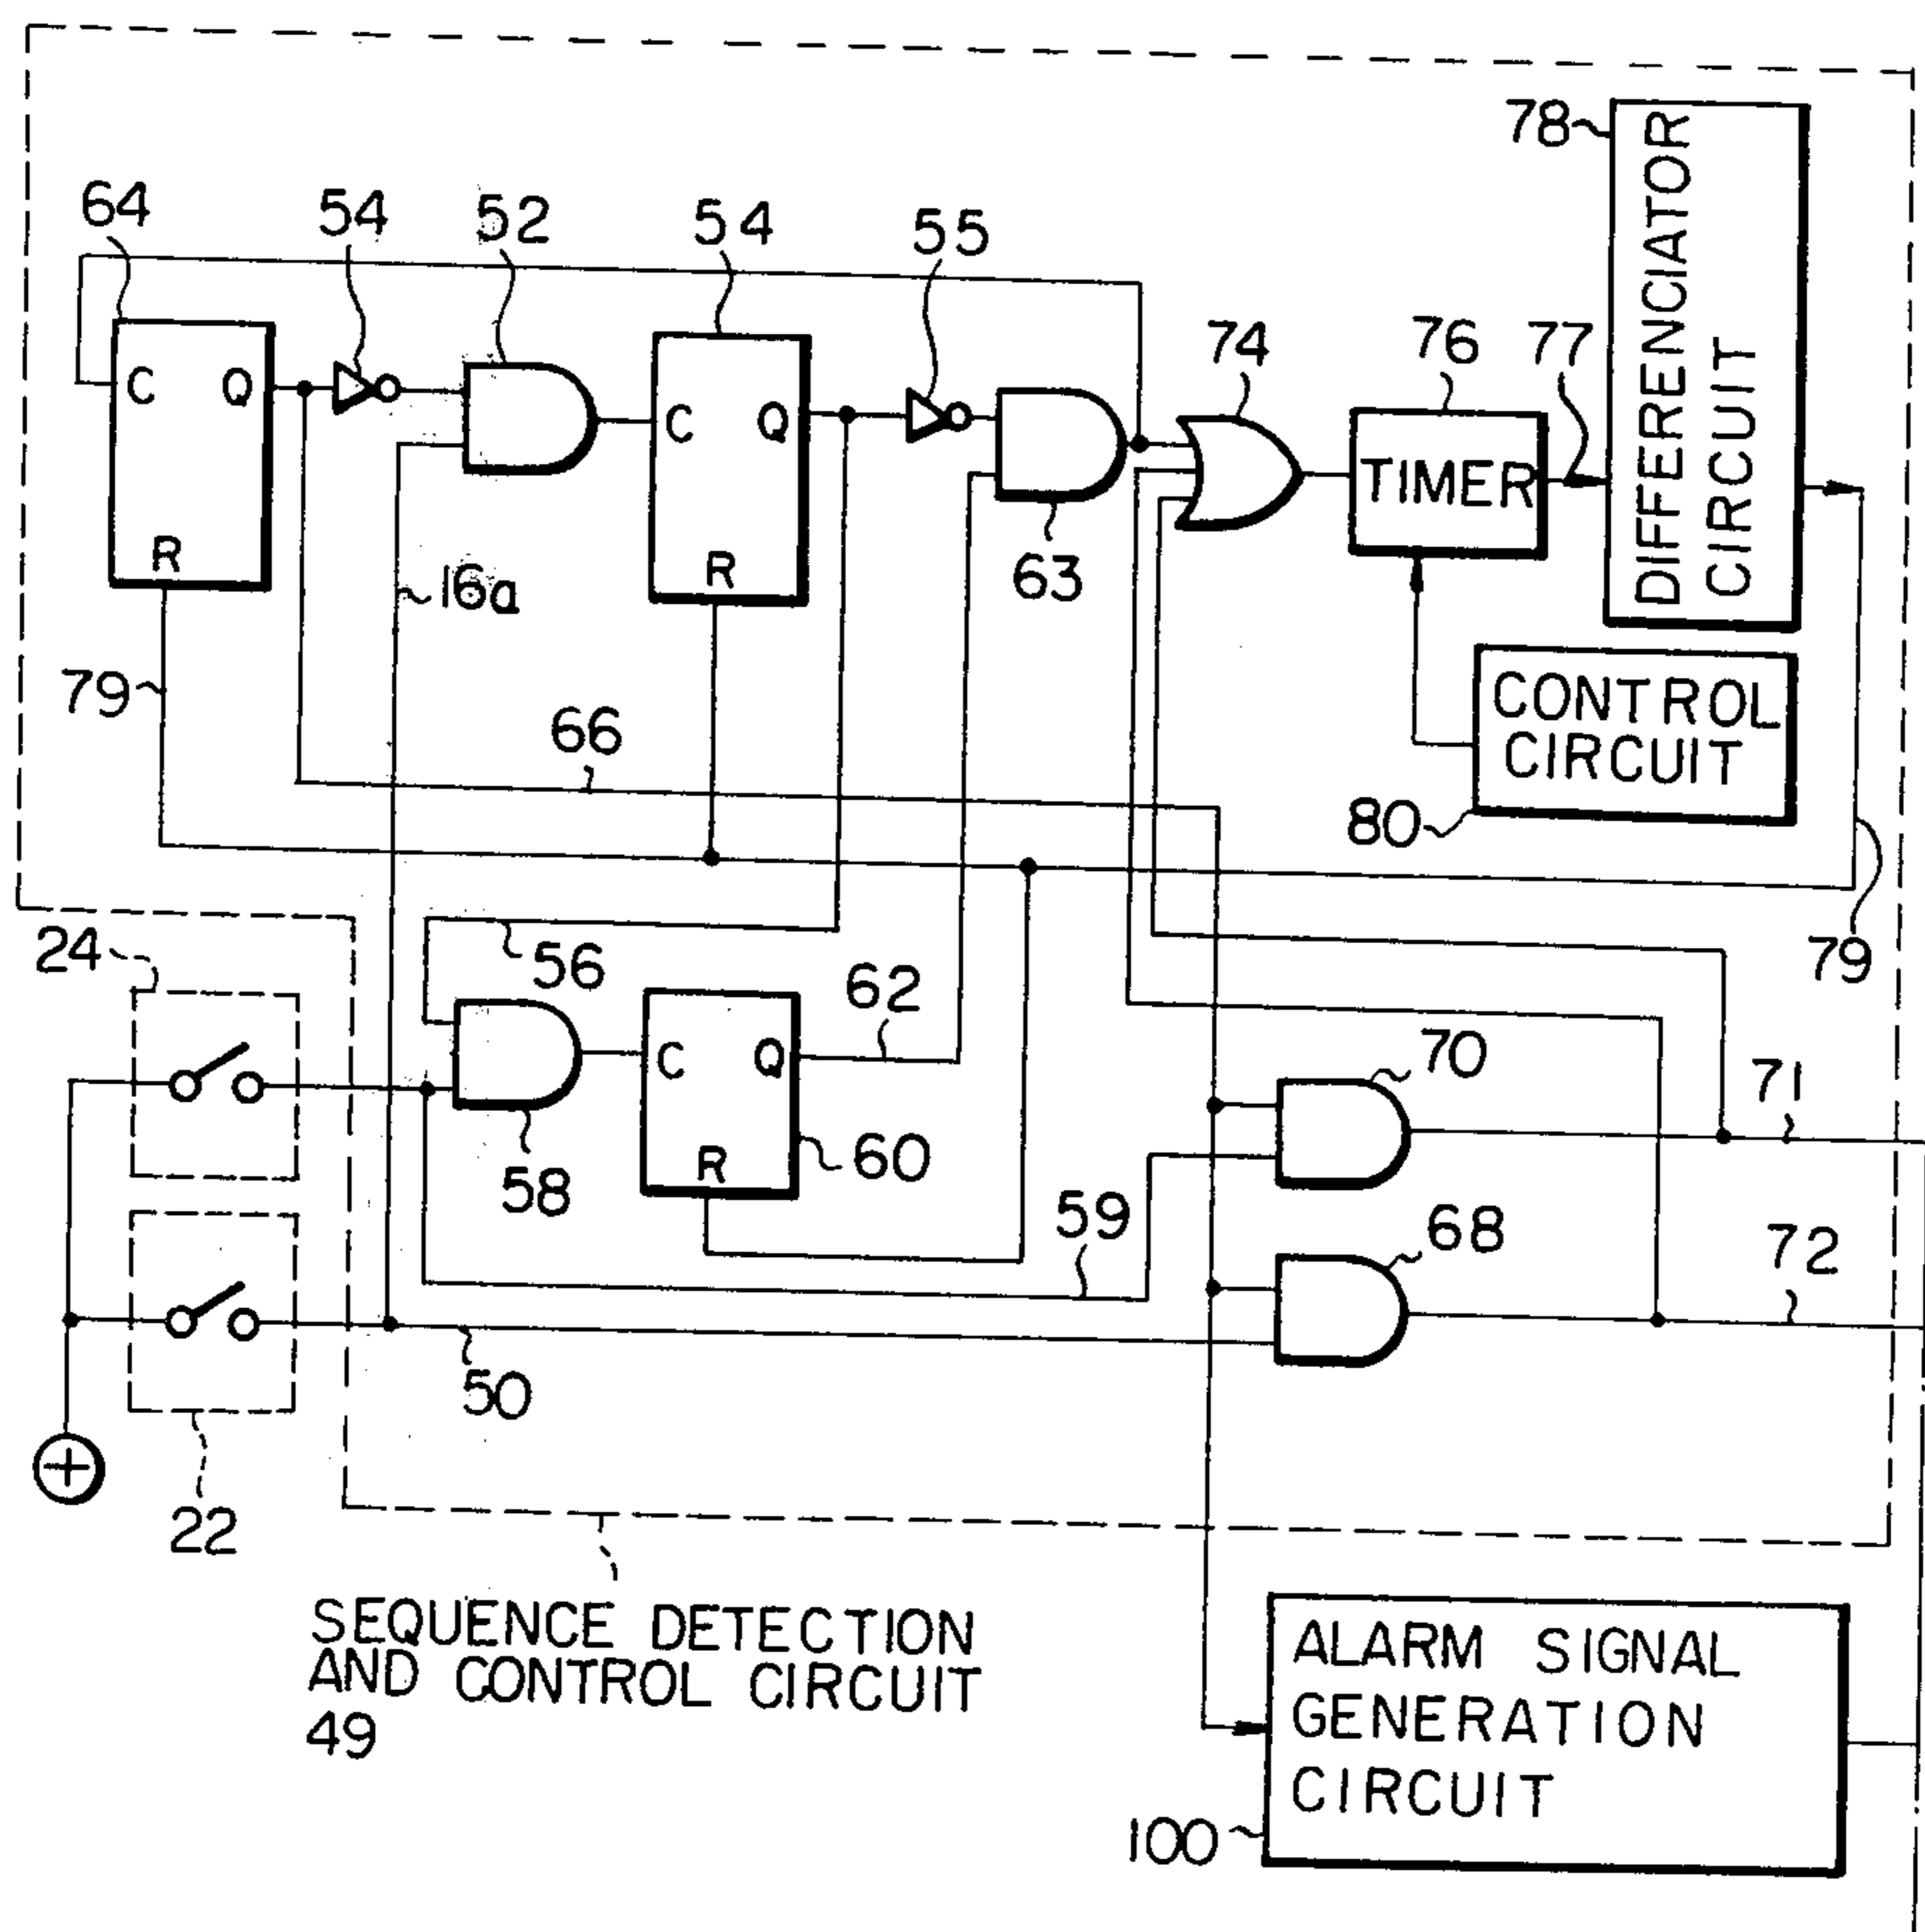 78
DIFFERENCIATOR
CIRCUIT
64
54
52
54
55
74
76
77
C
Q
C
Q
TIMER
R
R
63
16a
79
66
CONTROL
CIRCUIT
80
24
56
62
79
C
Q
70
71
58
R
60
59
68
72
50
22
SEQUENCE DETECTION
AND CONTROL CIRCUIT
49
ALARM SIGNAL
GENERATION
CIRCUIT
100